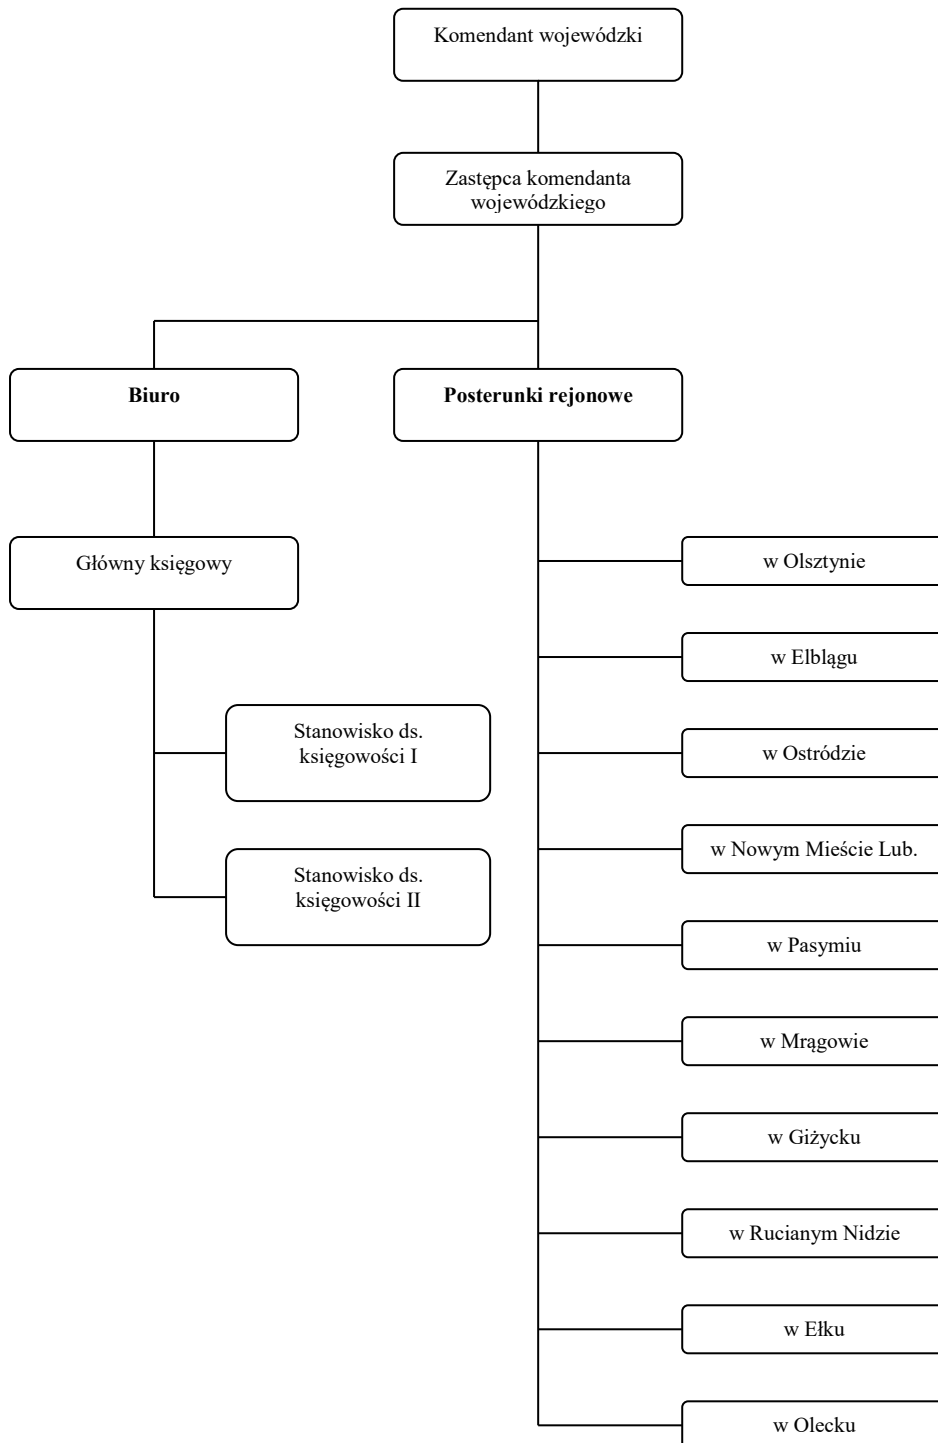 Komendant wojewódzki
Zastępca komendanta
wojewódzkiego
Biuro
Posterunki rejonowe
Główny księgowy
Stanowisko ds.
księgowości I
Stanowisko ds.
księgowości II
w Olsztynie
w Elblągu
w Ostródzie
w Nowym Mieście Lub.
w Pasymiu
w Mrągowie
w Giżycku
w Rucianym Nidzie
w Ełku
w Olecku